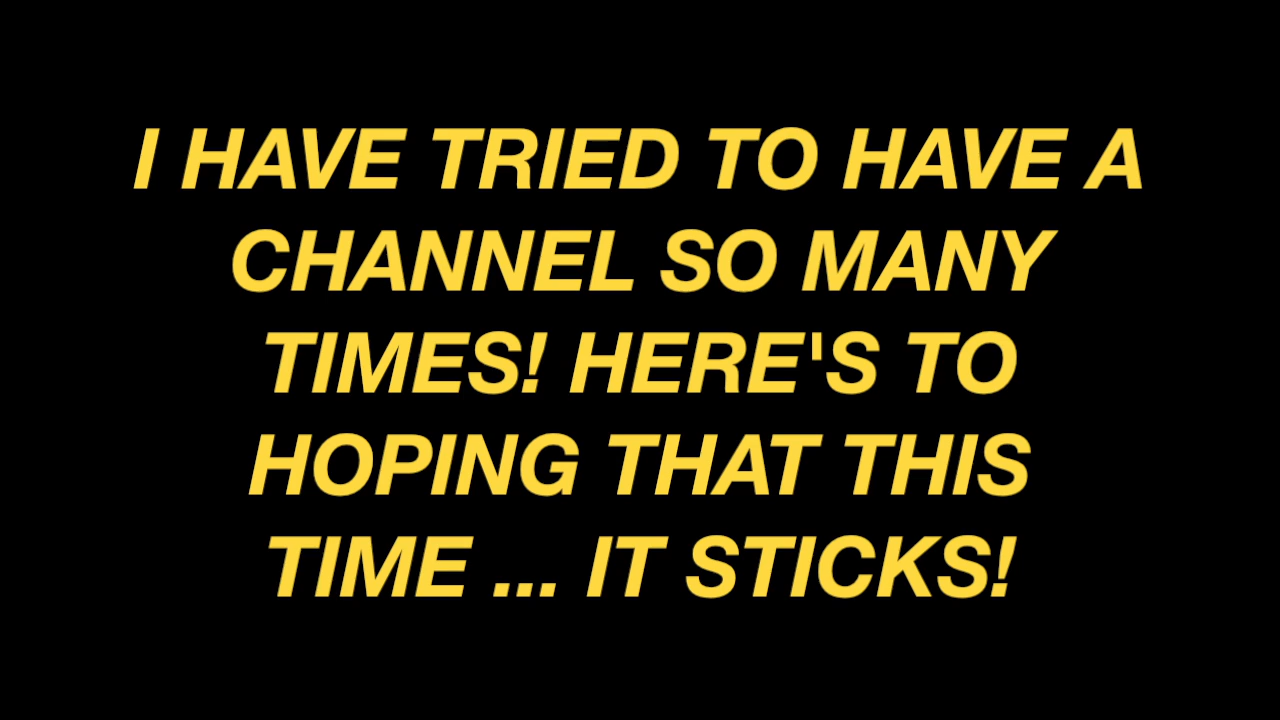 I HAVE TRIED TO HAVE A
CHANNEL SO MANY
TIMES! HERE'S TO
HOPING THAT THIS
TIME ... IT STICKS!